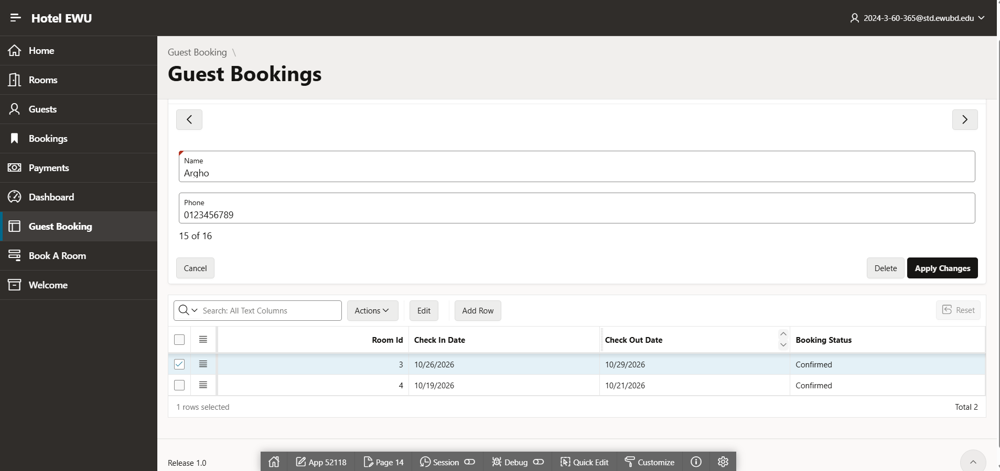 Hotel EWU
2024-3-60-365@std.ewubd.edu
Home
Rooms
Guests
Bookings
Payments
Dashboard
Guest Booking
Book A Room
Welcome
Guest Booking \
Guest Bookings
Name
Argho
Phone
0123456789
15 of 16
Cancel
Delete
Apply Changes
Search: All Text Columns
Actions
Edit
Add Row
Reset
Room Id Check In Date Check Out Date Booking Status
3 10/26/2026 10/29/2026 Confirmed
4 10/19/2026 10/21/2026 Confirmed
1 rows selected
Total 2
Release 1.0
App 52118
Page 14
Session
Debug
Quick Edit
Customize